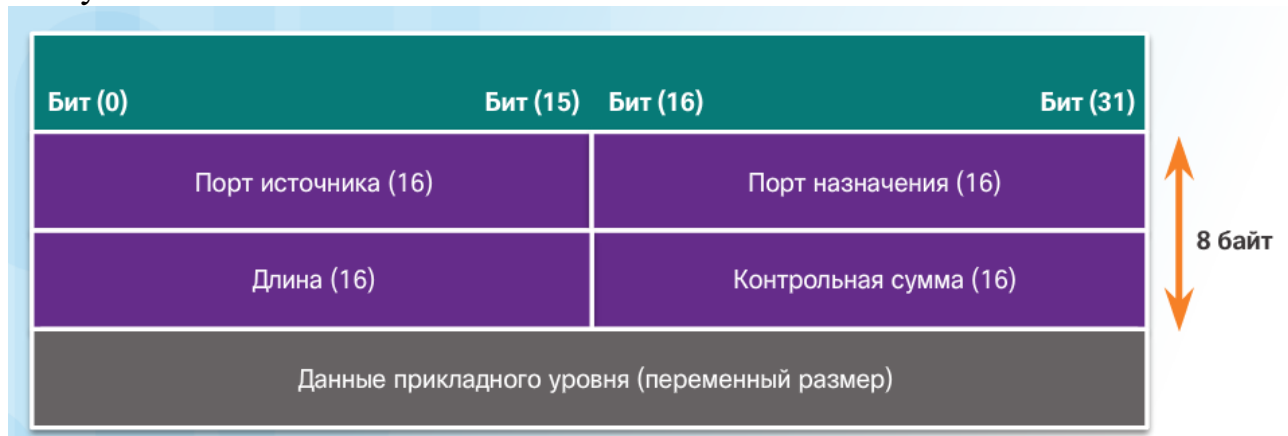 Бит (0) Бит (15) Бит (16) Бит (31)
Порт источника (16) Порт назначения (16)
8 байт
Длина (16) Контрольная сумма (16)
Данные прикладного уровня (переменный размер)